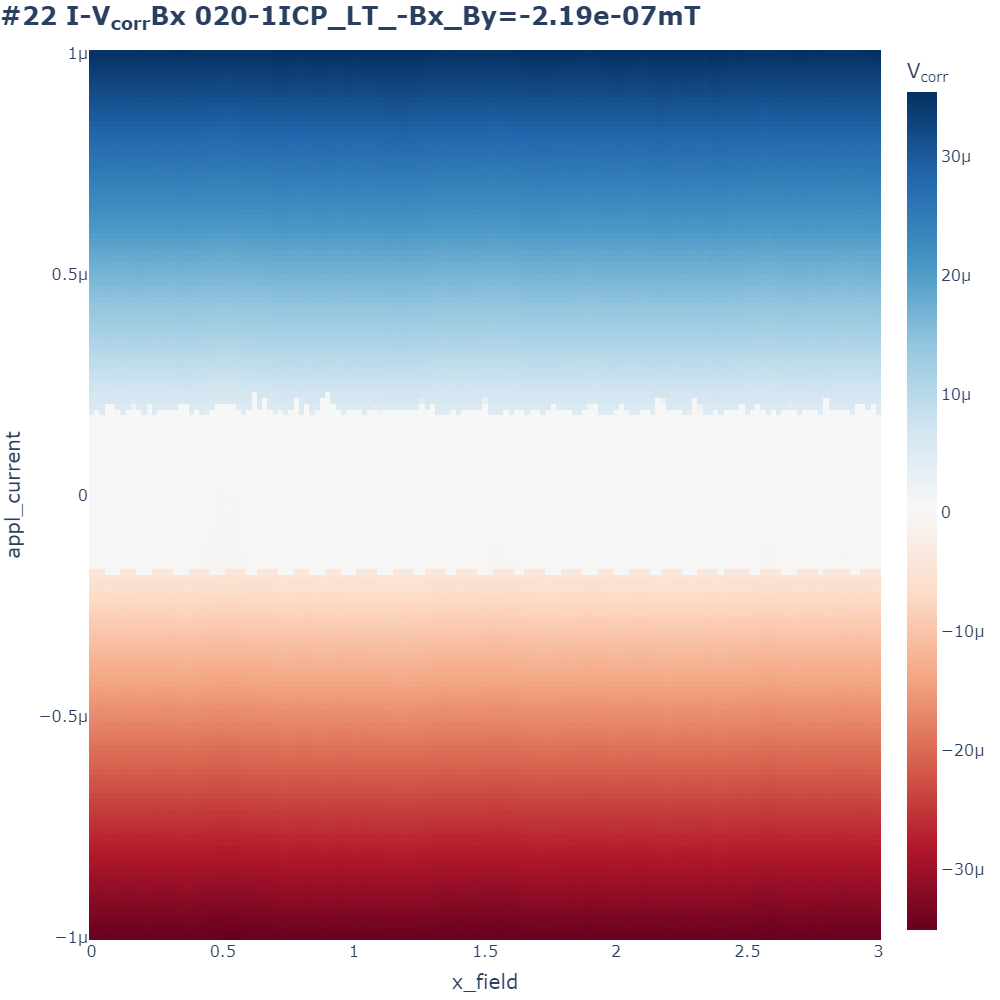 #22 I-VcorrBx 020-1ICP_LT_-Bx_By=-2.19e-07mT
Vcorr
1μ
0.5μ
0
−0.5μ
−1μ
appl_current
0
0.5
1
1.5
2
2.5
3
x_field
30μ
20μ
10μ
0
−10μ
−20μ
−30μ